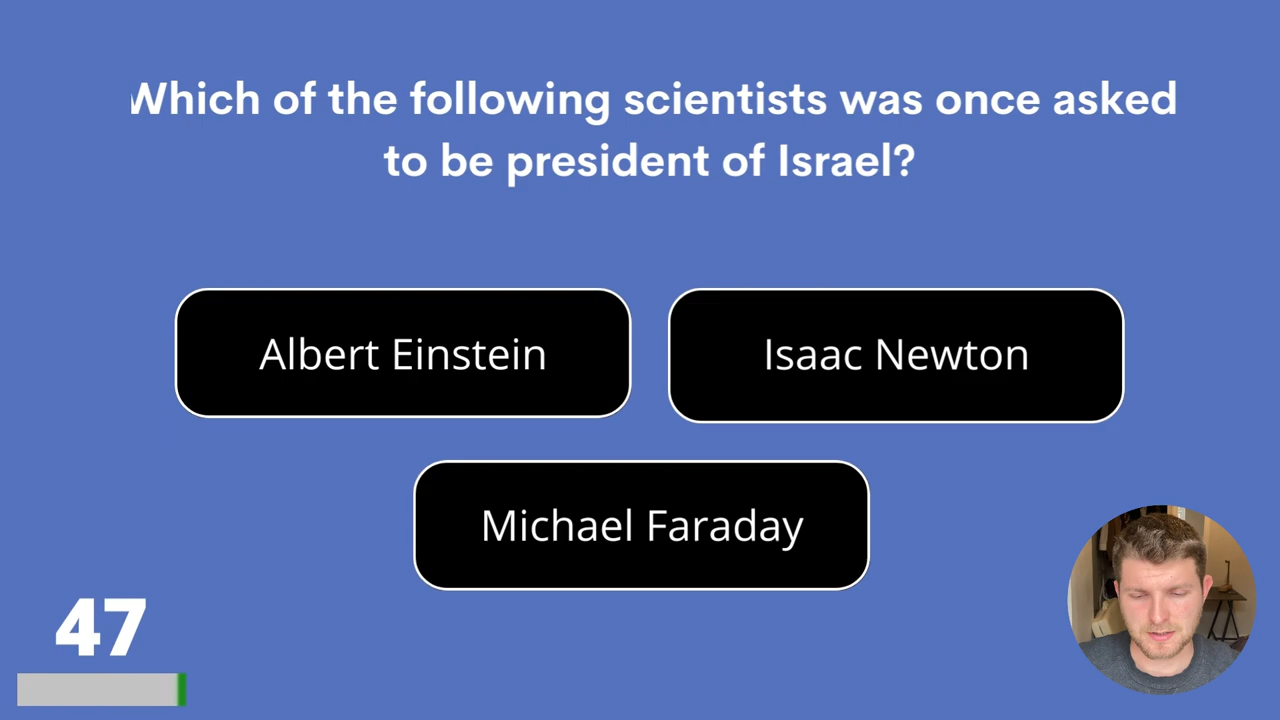 Which of the following scientists was once asked
to be president of Israel?
Albert Einstein
Isaac Newton
Michael Faraday
47